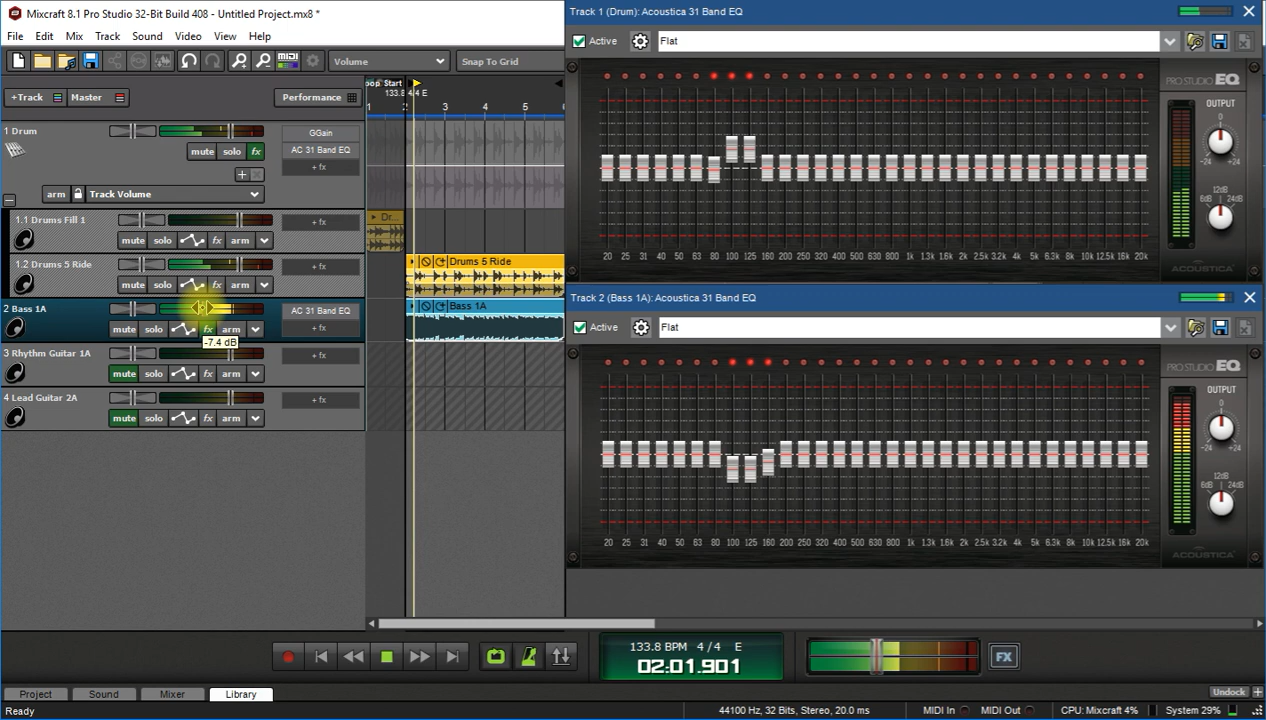 Mixcraft 8.1 Pro Studio 32-Bit Build 408 - Untitled Project.mx8 *
File Edit Mix Track Sound Video View Help
midi
Volume
Snap To Grid
+Track
Master
Performance
oop Start
133.8 4/4 E
1 2 3 4 5 6
1 Drum
mute solo fx
GGain
AC 31 Band EQ
+ fx
arm Track Volume
1.1 Drums Fill 1
mute solo fx arm
+ fx
Dr...
1.2 Drums 5 Ride
mute solo fx arm
+ fx
Drums 5 Ride
2 Bass 1A
mute solo fx arm
-7.4 dB
AC 31 Band EQ
+ fx
Bass 1A
3 Rhythm Guitar 1A
mute solo fx arm
+ fx
4 Lead Guitar 2A
mute solo fx arm
+ fx
Track 1 (Drum): Acoustica 31 Band EQ
Active
Flat
PRO STUDIO EQ
OUTPUT
0
-24 +24
12dB
6dB 24dB
20 25 31 40 50 63 80 100 125 160 200 250 320 400 500 630 800 1k 1.3k 1.6k 2k 2.5k 3.2k 4k 5k 6.3k 8k 10k 12.5k 16k 20k
ACOUSTICA
Track 2 (Bass 1A): Acoustica 31 Band EQ
Active
Flat
PRO STUDIO EQ
OUTPUT
0
-24 +24
12dB
6dB 24dB
20 25 31 40 50 63 80 100 125 160 200 250 320 400 500 630 800 1k 1.3k 1.6k 2k 2.5k 3.2k 4k 5k 6.3k 8k 10k 12.5k 16k 20k
ACOUSTICA
133.8 BPM 4/4 E
02:01.901
FX
Project Sound Mixer Library
Undock
Ready
44100 Hz, 32 Bits, Stereo, 20.0 ms
MIDI In
MIDI Out
CPU: Mixcraft 4%
System 29%